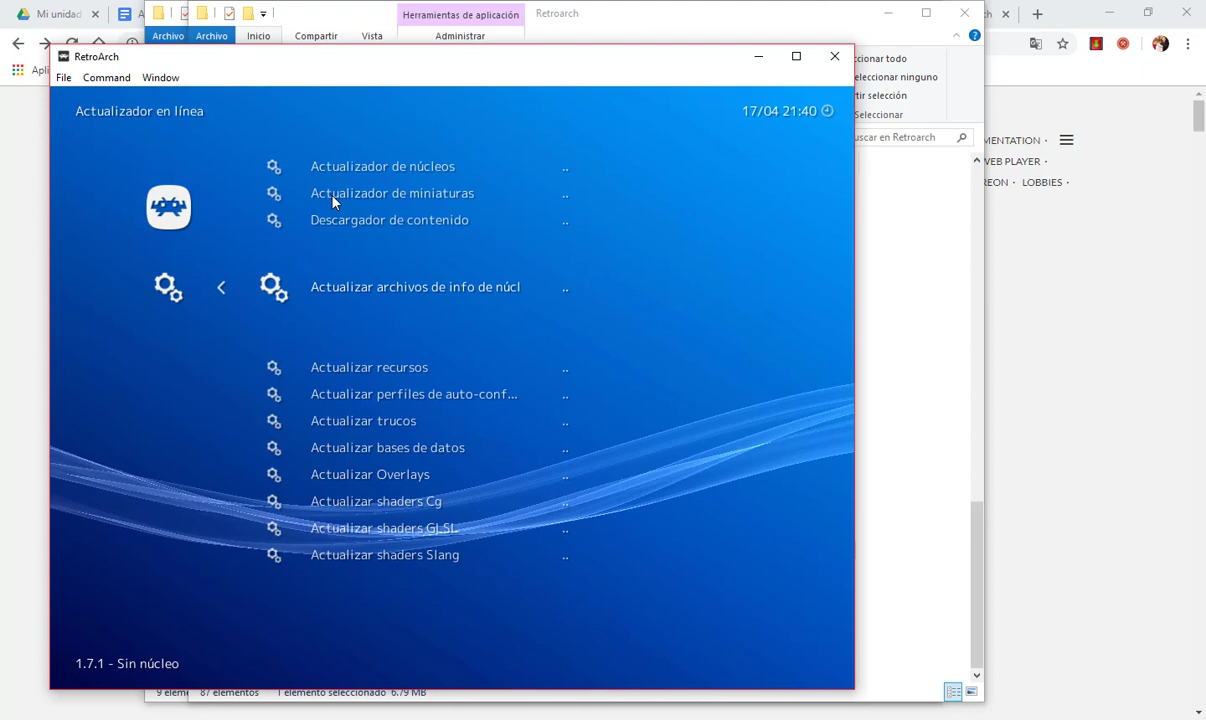 Mi unidad
Herramientas de aplicación
Retroarch
Archivo
Archivo
Inicio
Compartir
Vista
Administrar
RetroArch
File
Command
Window
Actualizador en línea
17/04 21:40
Actualizador de núcleos ..
Actualizador de miniaturas ..
Descargador de contenido ..
Actualizar archivos de info de núcl ..
Actualizar recursos ..
Actualizar perfiles de auto-conf... ..
Actualizar trucos ..
Actualizar bases de datos ..
Actualizar Overlays ..
Actualizar shaders Cg ..
Actualizar shaders GLSL ..
Actualizar shaders Slang ..
1.7.1 - Sin núcleo
cionar todo
eleccionar ninguno
rtir selección
Seleccionar
uscar en Retroarch
MENTATION ·
WEB PLAYER ·
REON · LOBBIES ·
9 eleme
87 elementos
1 elemento seleccionado 6.79 MB